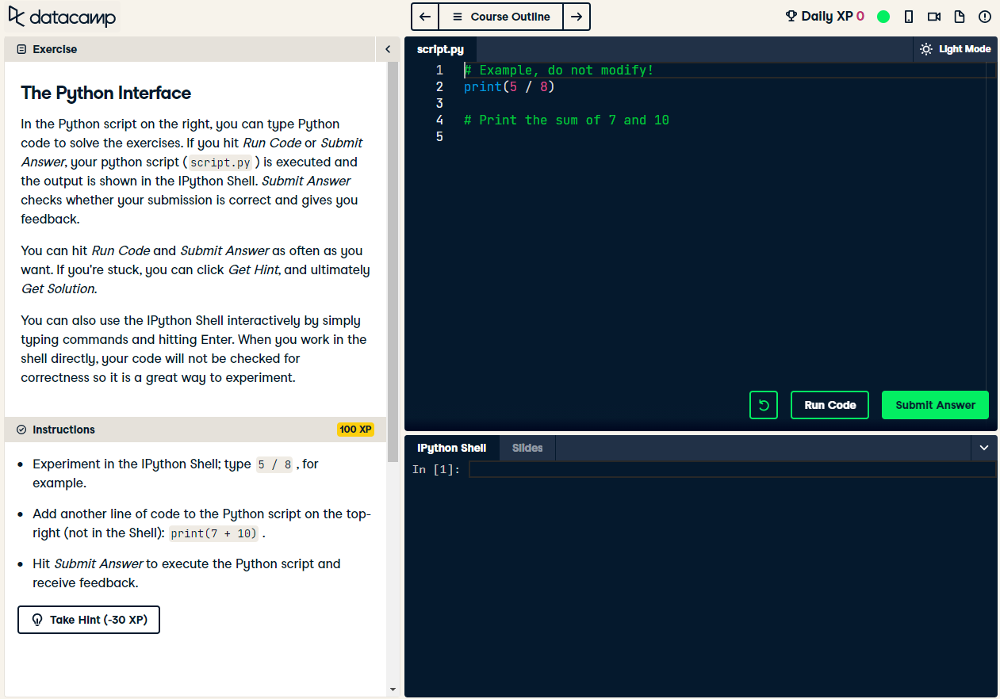 datacamp
Course Outline
Daily XP 0
Exercise
The Python Interface
In the Python script on the right, you can type Python
code to solve the exercises. If you hit Run Code or Submit
Answer, your python script ( script.py ) is executed and
the output is shown in the IPython Shell. Submit Answer
checks whether your submission is correct and gives you
feedback.
You can hit Run Code and Submit Answer as often as you
want. If you're stuck, you can click Get Hint, and ultimately
Get Solution.
You can also use the IPython Shell interactively by simply
typing commands and hitting Enter. When you work in the
shell directly, your code will not be checked for
correctness so it is a great way to experiment.
Instructions
100 XP
Experiment in the IPython Shell; type 5 / 8 , for
example.
Add another line of code to the Python script on the top-
right (not in the Shell): print(7 + 10) .
Hit Submit Answer to execute the Python script and
receive feedback.
Take Hint (-30 XP)
script.py
Light Mode
1 # Example, do not modify!
2 print(5 / 8)
3
4 # Print the sum of 7 and 10
5
Run Code
Submit Answer
IPython Shell
Slides
In [1]: